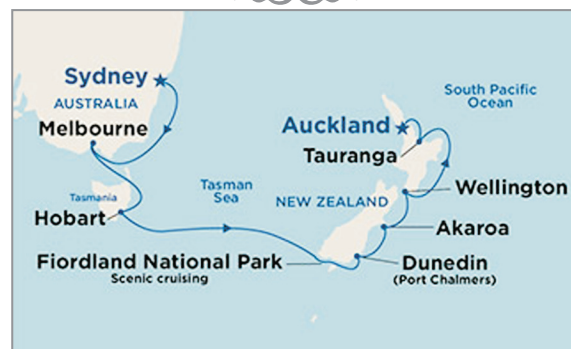 Sydney
AUSTRALIA
Melbourne
South Pacific
Ocean
Auckland
Tauranga
Tasmania
Hobart
Tasman
Sea
NEW ZEALAND
Wellington
Akaroa
Fiordland National Park
Scenic cruising
Dunedin
(Port Chalmers)